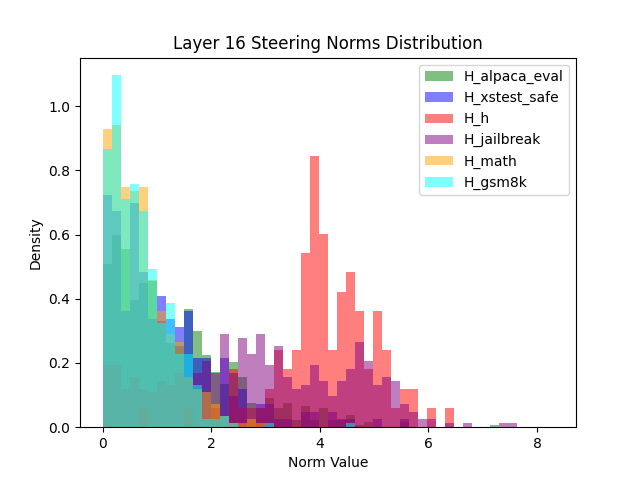 Layer 16 Steering Norms Distribution
H_alpaca_eval
H_xstest_safe
H_h
H_jailbreak
H_math
H_gsm8k
Density
1.0
0.8
0.6
0.4
0.2
0.0
0 2 4 6 8
Norm Value